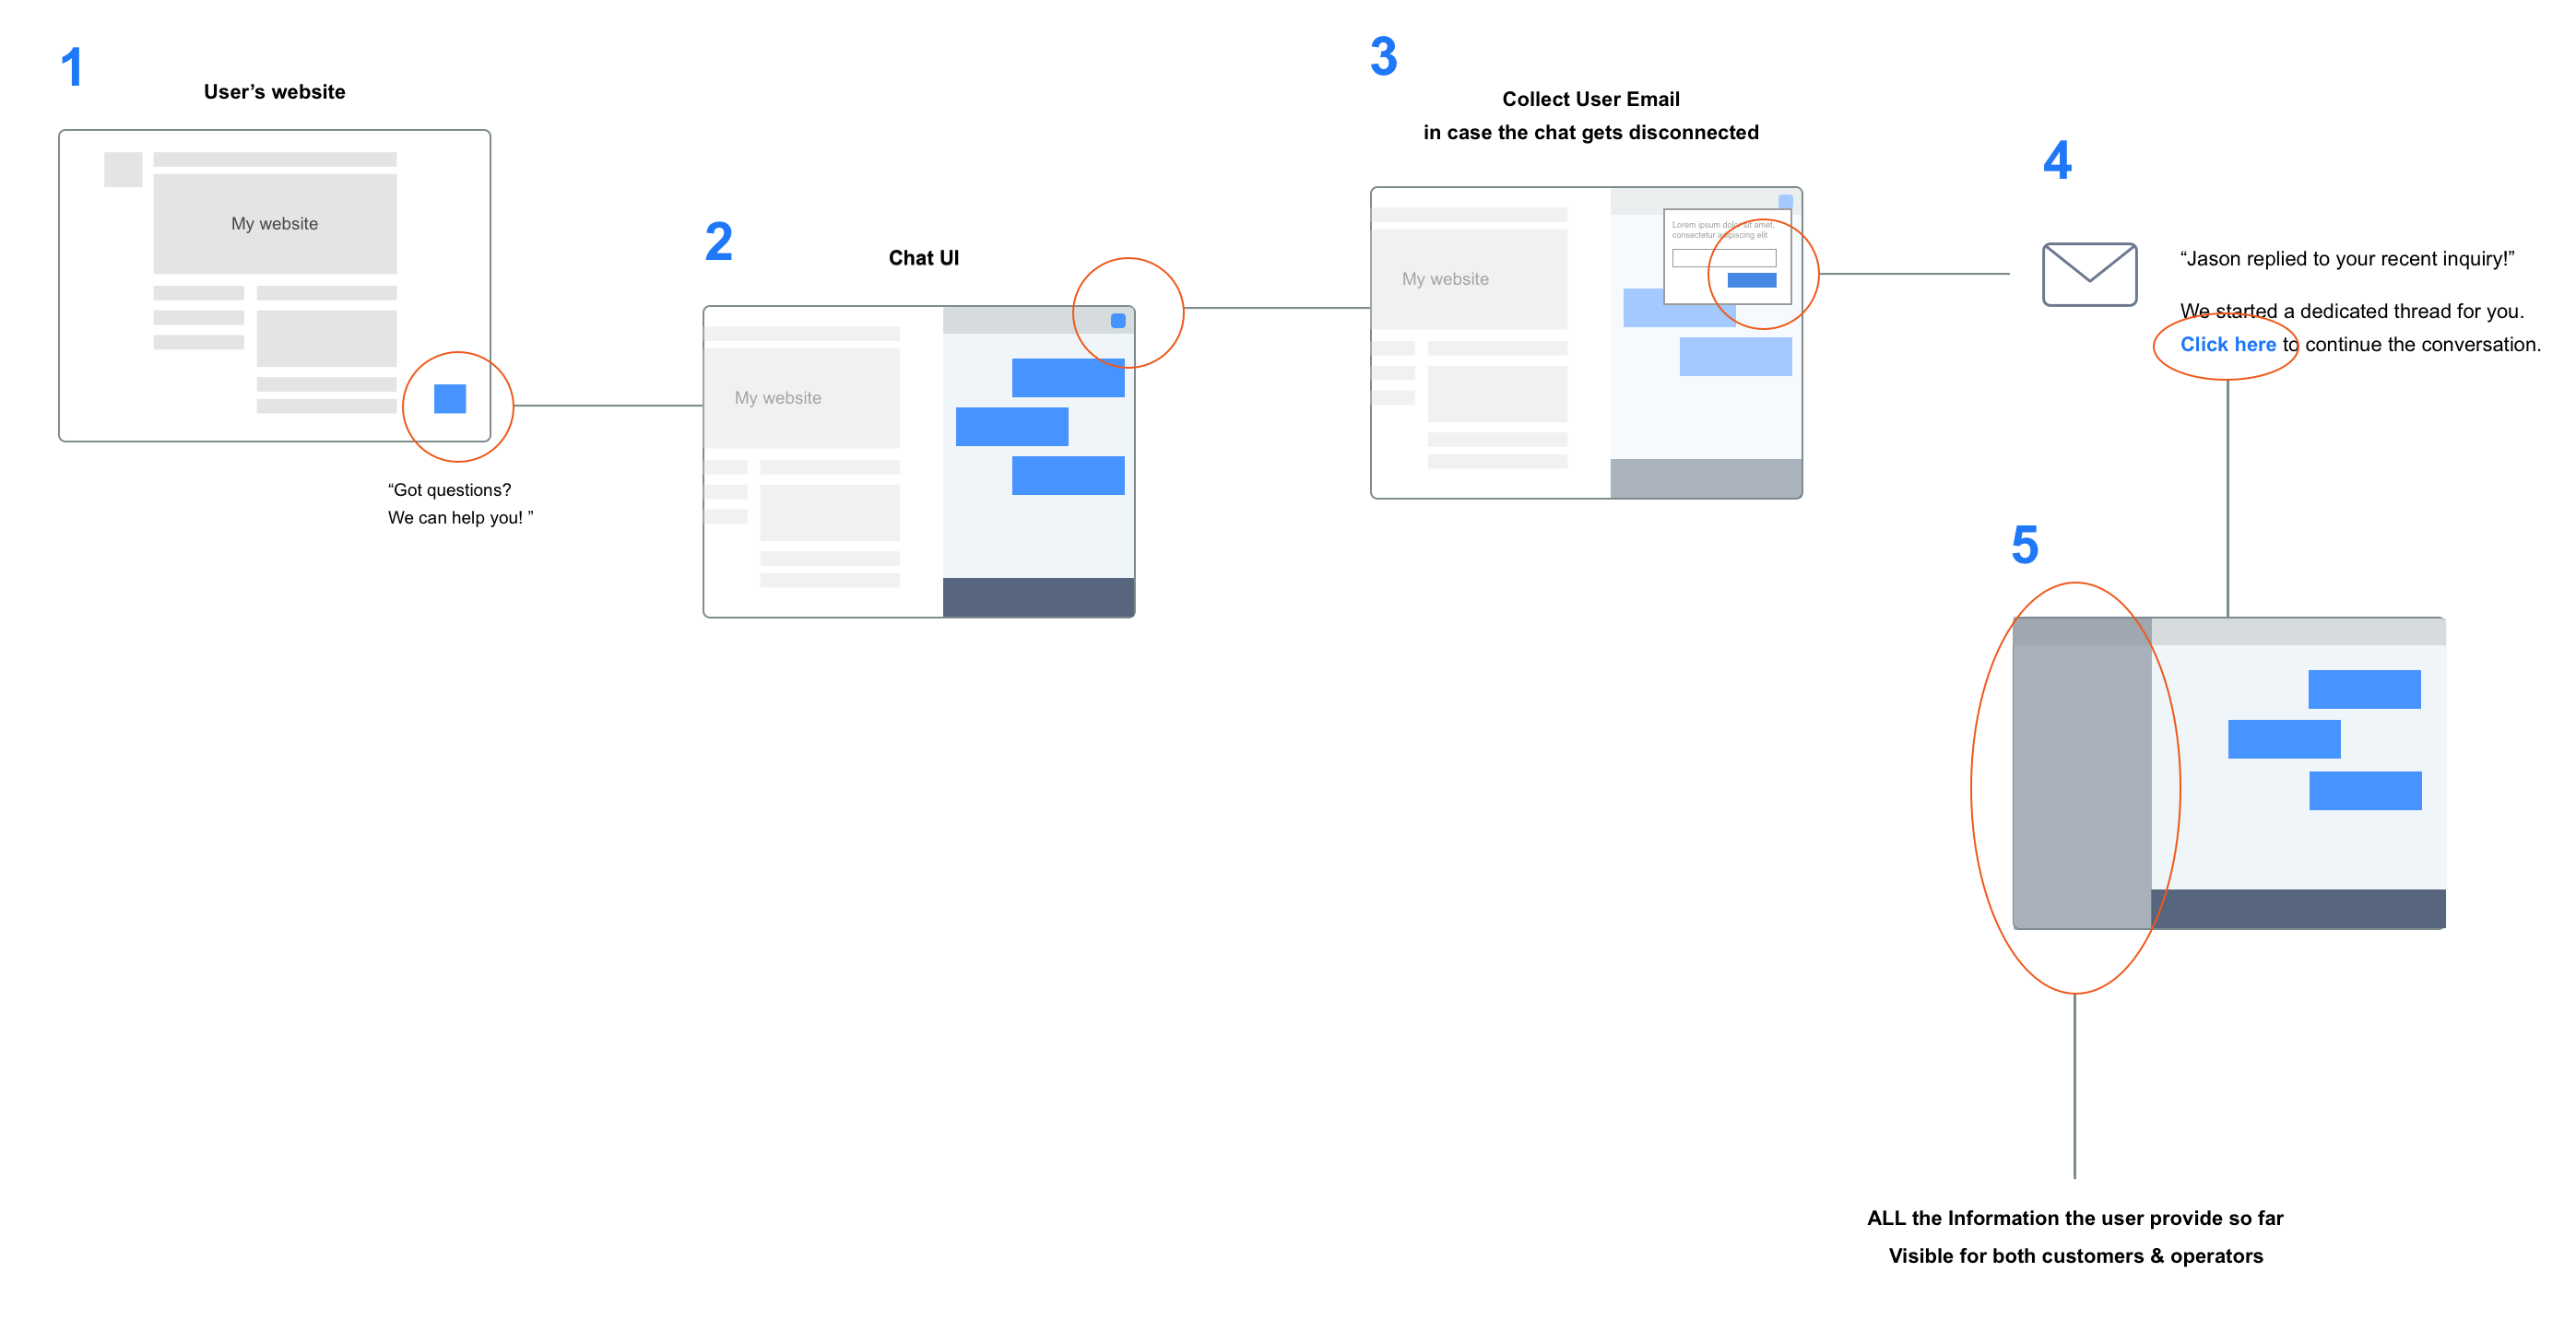 1
User’s website
My website
“Got questions?
We can help you! ”
2
Chat UI
My website
3
Collect User Email
in case the chat gets disconnected
My website
Lorem ipsum dolor sit amet,
consectetur adipiscing elit
4
“Jason replied to your recent inquiry!”
We started a dedicated thread for you.
Click here to continue the conversation.
5
ALL the Information the user provide so far
Visible for both customers & operators